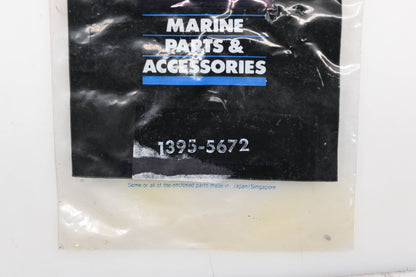 MARINE
PARTS &
ACCESSORIES
1395-5672
Some or all of the enclosed parts made in Japan/Singapore